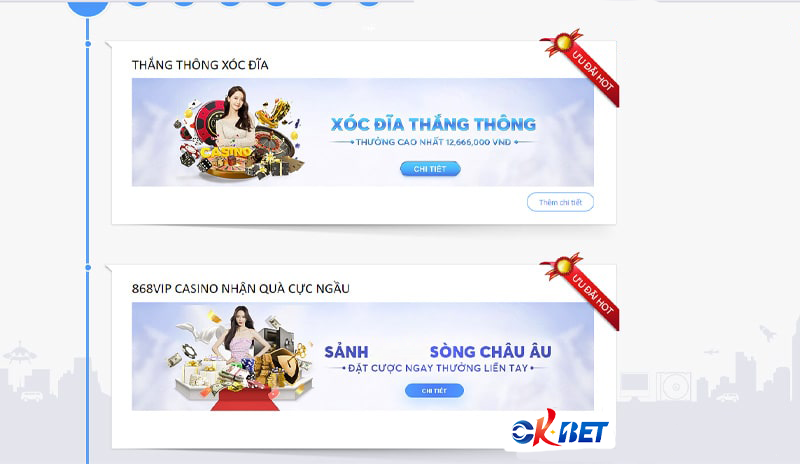 THẮNG THÔNG XÓC ĐĨA
ƯU ĐÃI HOT
CASINO
XÓC ĐĨA THẮNG THÔNG
THƯỞNG CAO NHẤT 12,666,000 VND
CHI TIẾT
Thêm chi tiết
868VIP CASINO NHẬN QUÀ CỰC NGẦU
ƯU ĐÃI HOT
SẢNH SÒNG CHÂU ÂU
ĐẶT CƯỢC NGAY THƯỞNG LIỀN TAY
CHI TIẾT
OKBET